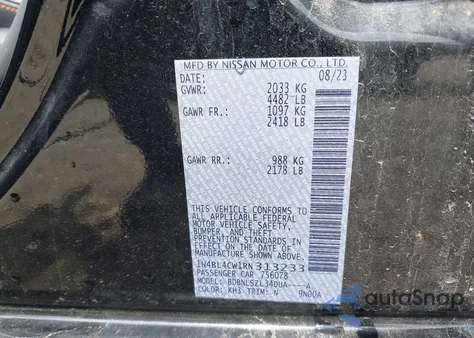 MFD BY NISSAN MOTOR CO., LTD.
DATE: 08/23
GVWR: 2033 KG
4482 LB
GAWR FR: 1097 KG
2418 LB
GAWR RR: 988 KG
2178 LB
THIS VEHICLE CONFORMS TO
ALL APPLICABLE FEDERAL
MOTOR VEHICLE SAFETY,
BUMPER, AND THEFT
PREVENTION STANDARDS IN
EFFECT ON THE DATE OF
MANUFACTURE SHOWN ABOVE.
1N4BL4CW1RN313233
PASSENGER CAR 756078
MODEL: BDBNLSZL34DUA----A
COLOR: KH3 TRIM: N 9N00A
autoSnap